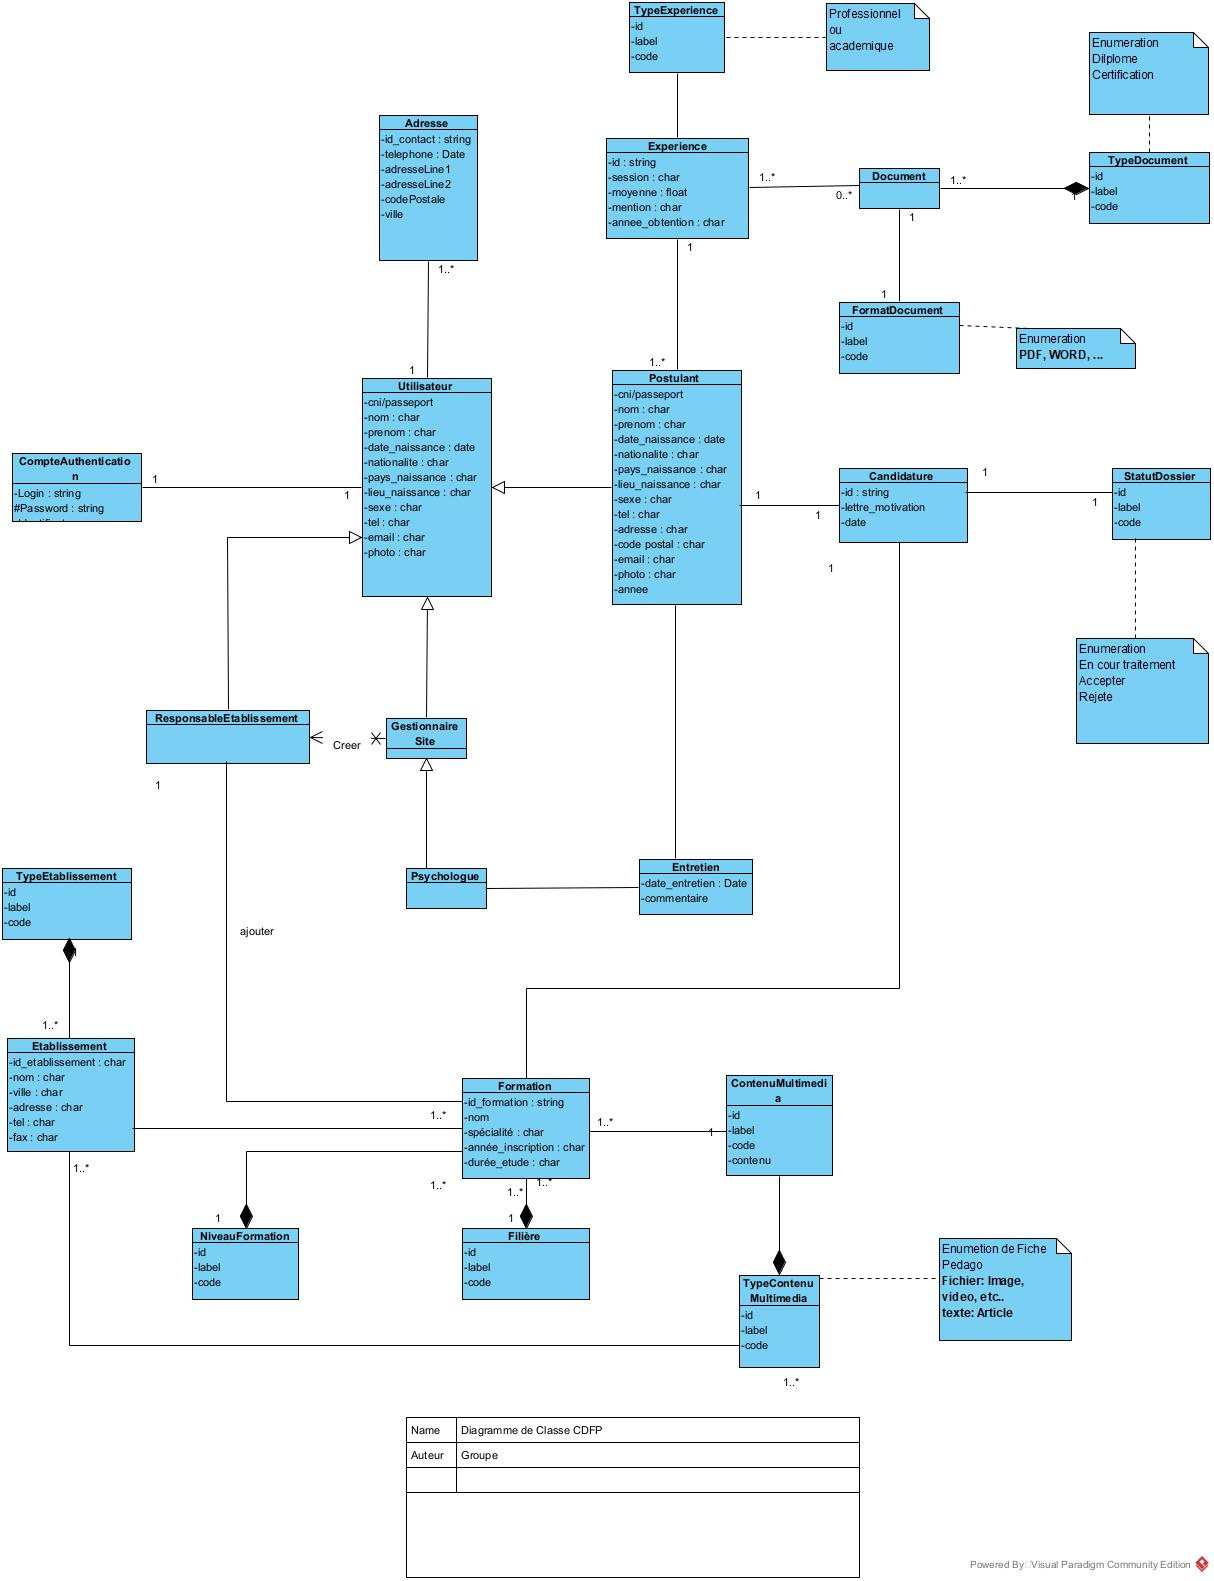 TypeExperience
-id
-label
-code
Professionnel
ou
academique
Enumeration
Dilplome
Certification
Adresse
-id_contact : string
-telephone : Date
-adresseLine1
-adresseLine2
-codePostale
-ville
Experience
-id : string
-session : char
-moyenne : float
-mention : char
-annee_obtention : char
1..*
0..*
Document
1..*
1
TypeDocument
-id
-label
-code
1
1
FormatDocument
-id
-label
-code
Enumeration
PDF, WORD, ...
1..*
1
1
1..*
Utilisateur
-cni/passeport
-nom : char
-prenom : char
-date_naissance : date
-nationalite : char
-pays_naissance : char
-lieu_naissance : char
-sexe : char
-tel : char
-email : char
-photo : char
Postulant
-cni/passeport
-nom : char
-prenom : char
-date_naissance : date
-nationalite : char
-pays_naissance : char
-lieu_naissance : char
-sexe : char
-tel : char
-adresse : char
-code postal : char
-email : char
-photo : char
-annee
CompteAuthenticatio
n
-Login : string
#Password : string
1
1
1
1
Candidature
-id : string
-lettre_motivation
-date
1
1
1
StatutDossier
-id
-label
-code
Enumeration
En cour traitement
Accepter
Rejete
ResponsableEtablissement
Creer
Gestionnaire
Site
1
Psychologue
Entretien
-date_entretien : Date
-commentaire
TypeEtablissement
-id
-label
-code
ajouter
1
1..*
Etablissement
-id_etablissement : char
-nom : char
-ville : char
-adresse : char
-tel : char
-fax : char
1..*
1..*
Formation
-id_formation : string
-nom
-spécialité : char
-année_inscription : char
-durée_etude : char
1..*
1
ContenuMultimedi
a
-id
-label
-code
-contenu
1..*
1..*
1..*
1
1
NiveauFormation
-id
-label
-code
Filière
-id
-label
-code
TypeContenu
Multimedia
-id
-label
-code
1..*
Enumetion de Fiche
Pedago
Fichier: Image,
video, etc..
texte: Article
Name Diagramme de Classe CDFP
Auteur Groupe
Powered By Visual Paradigm Community Edition